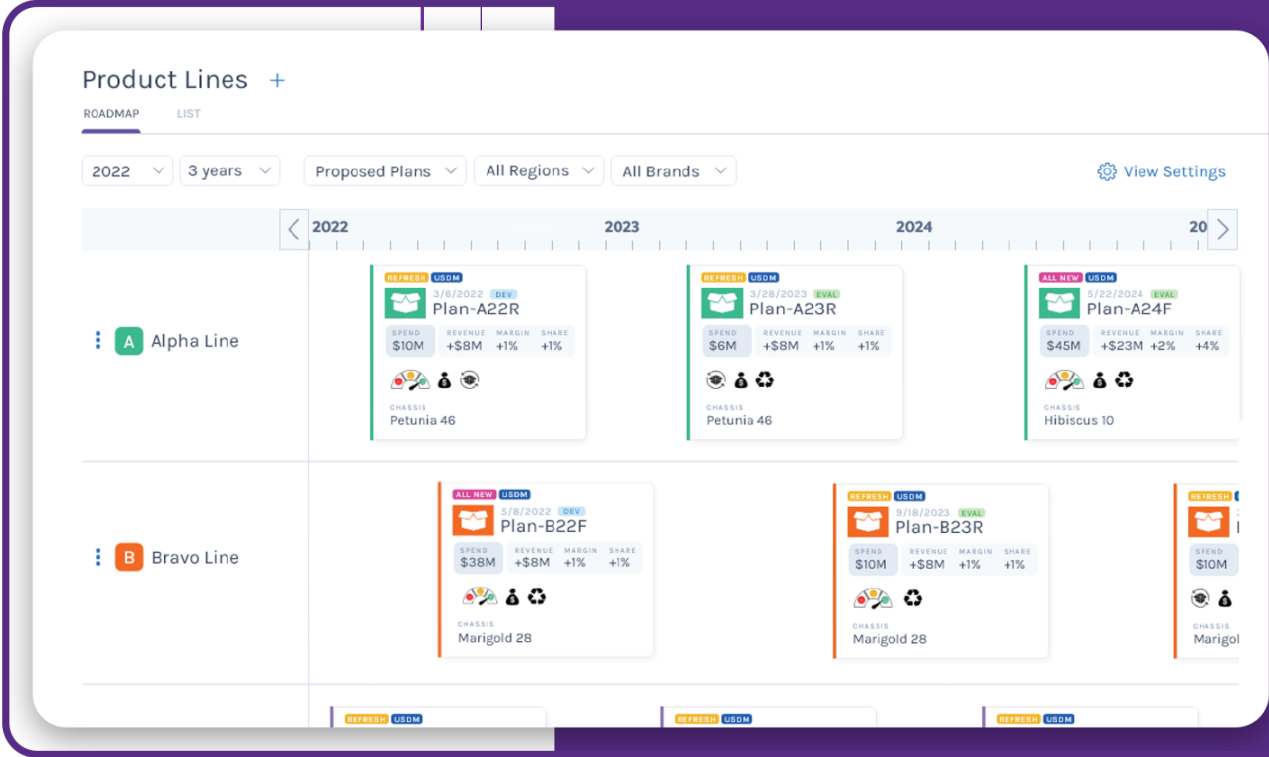 Product Lines +
ROADMAP LIST
2022 3 years Proposed Plans All Regions All Brands View Settings
2022 2023 2024 20
A Alpha Line
REFRESH USDM
3/6/2022 DEV
Plan-A22R
SPEND REVENUE MARGIN SHARE
$10M +$8M +1% +1%
CHASSIS
Petunia 46
REFRESH USDM
3/28/2023 EVAL
Plan-A23R
SPEND REVENUE MARGIN SHARE
$6M +$8M +1% +1%
CHASSIS
Petunia 46
ALL NEW USDM
5/22/2024 EVAL
Plan-A24F
SPEND REVENUE MARGIN SHARE
$45M +$23M +2% +4%
CHASSIS
Hibiscus 10
B Bravo Line
ALL NEW USDM
5/8/2022 DEV
Plan-B22F
SPEND REVENUE MARGIN SHARE
$38M +$8M +1% +1%
CHASSIS
Marigold 28
REFRESH USDM
9/18/2023 EVAL
Plan-B23R
SPEND REVENUE MARGIN SHARE
$10M +$8M +1% +1%
CHASSIS
Marigold 28
REFRESH
SPEND
$10M
CHASSIS
Marigol
REFRESH USDM
REFRESH USDM
REFRESH USDM